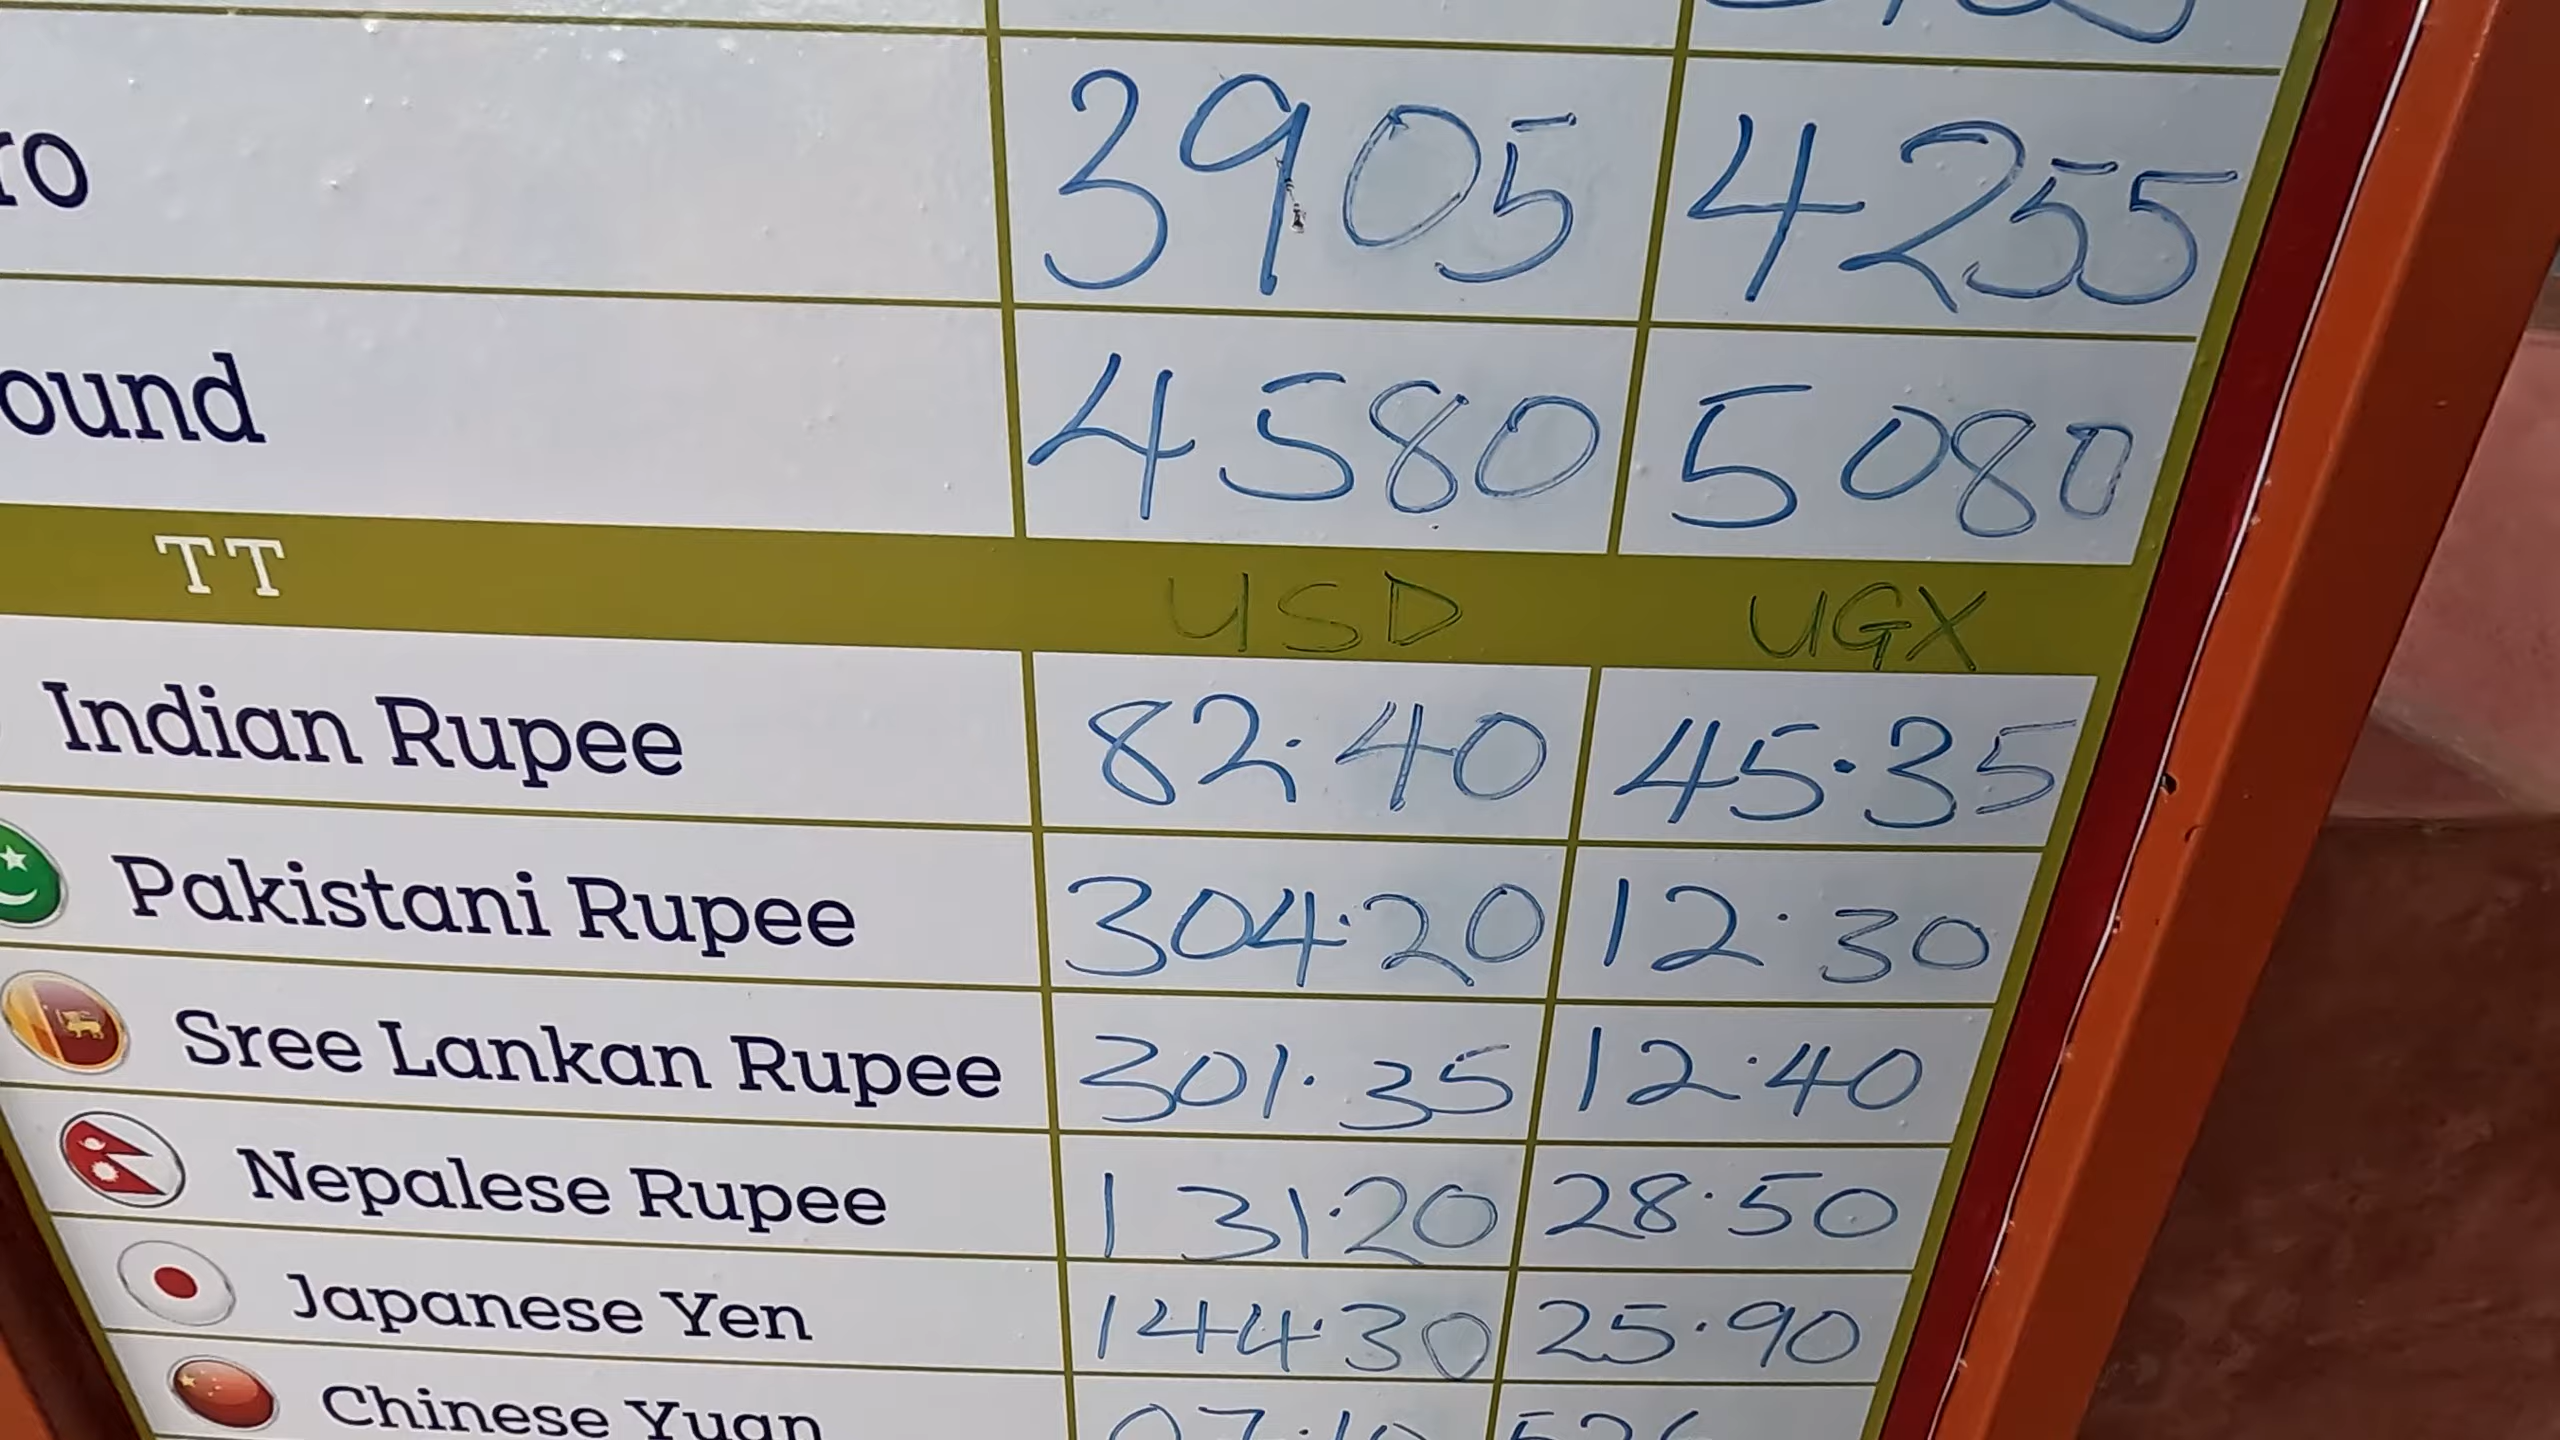 3905 4255
4580 5080
TT USD UGX
Indian Rupee 82.40 45.35
Pakistani Rupee 304.20 12.30
Sree Lankan Rupee 301.35 12.40
Nepalese Rupee 131.20 28.50
Japanese Yen 144.30 25.90
Chinese Yuan